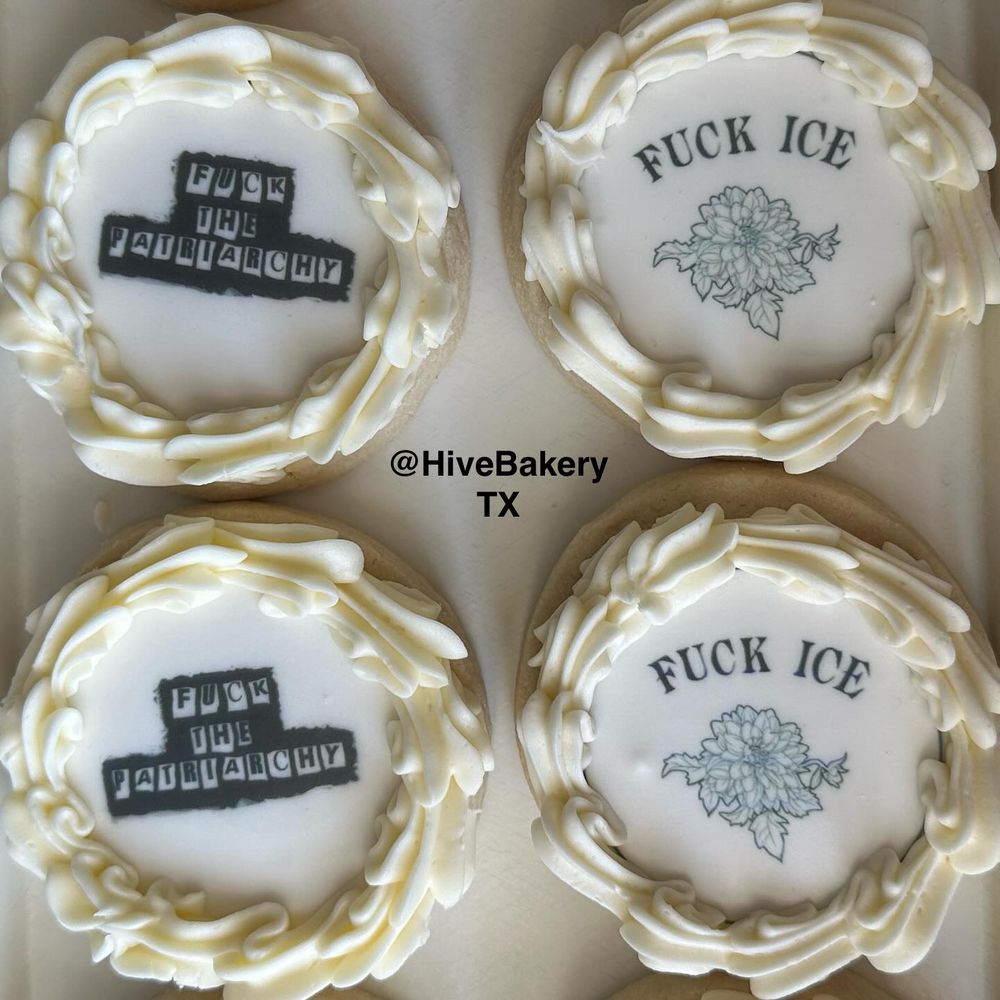 FUCK
THE
PATRIARCHY
FUCK ICE
@HiveBakery
TX
FUCK
THE
PATRIARCHY
FUCK ICE